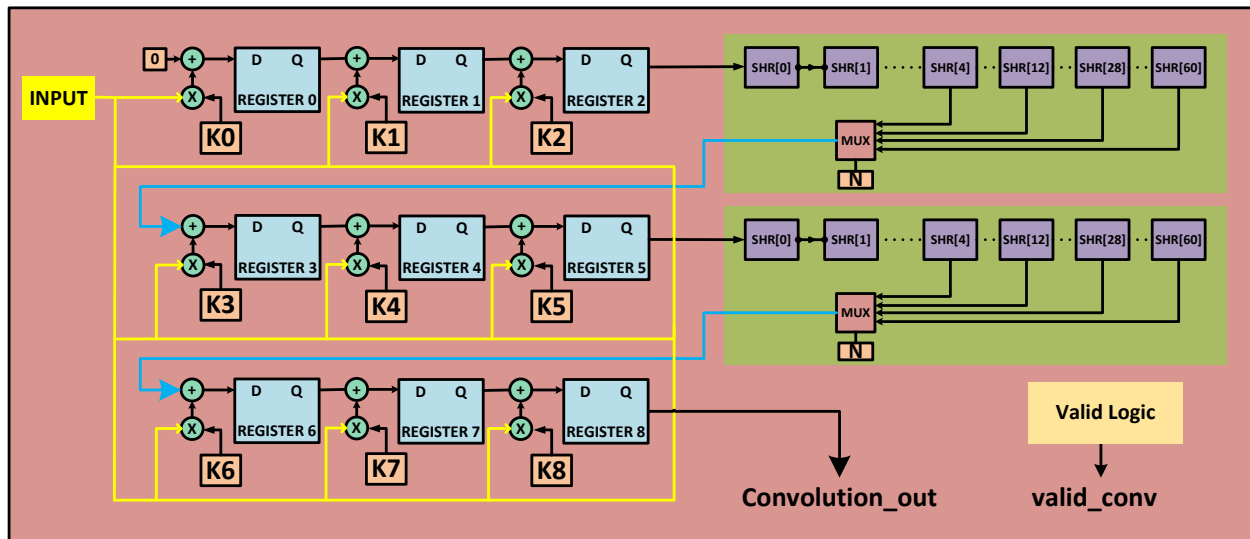 0 + D Q + D Q + D Q SHR[0] SHR[1] SHR[4] SHR[12] SHR[28] SHR[60]
INPUT X REGISTER 0 X REGISTER 1 X REGISTER 2
K0 K1 K2 MUX
N
+ D Q + D Q + D Q SHR[0] SHR[1] SHR[4] SHR[12] SHR[28] SHR[60]
X REGISTER 3 X REGISTER 4 X REGISTER 5
K3 K4 K5 MUX
N
+ D Q + D Q + D Q
X REGISTER 6 X REGISTER 7 X REGISTER 8 Valid Logic
K6 K7 K8
Convolution_out valid_conv